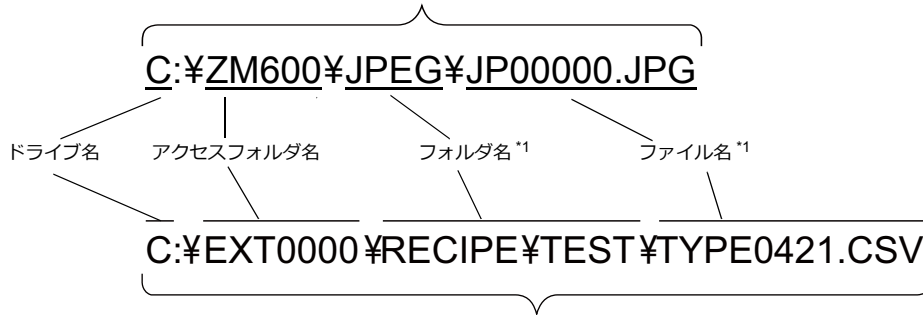 C:¥ZM600¥JPEG¥JP00000.JPG
ドライブ名 アクセスフォルダ名 フォルダ名 *1 ファイル名 *1
C:¥EXT0000¥RECIPE¥TEST¥TYPE0421.CSV